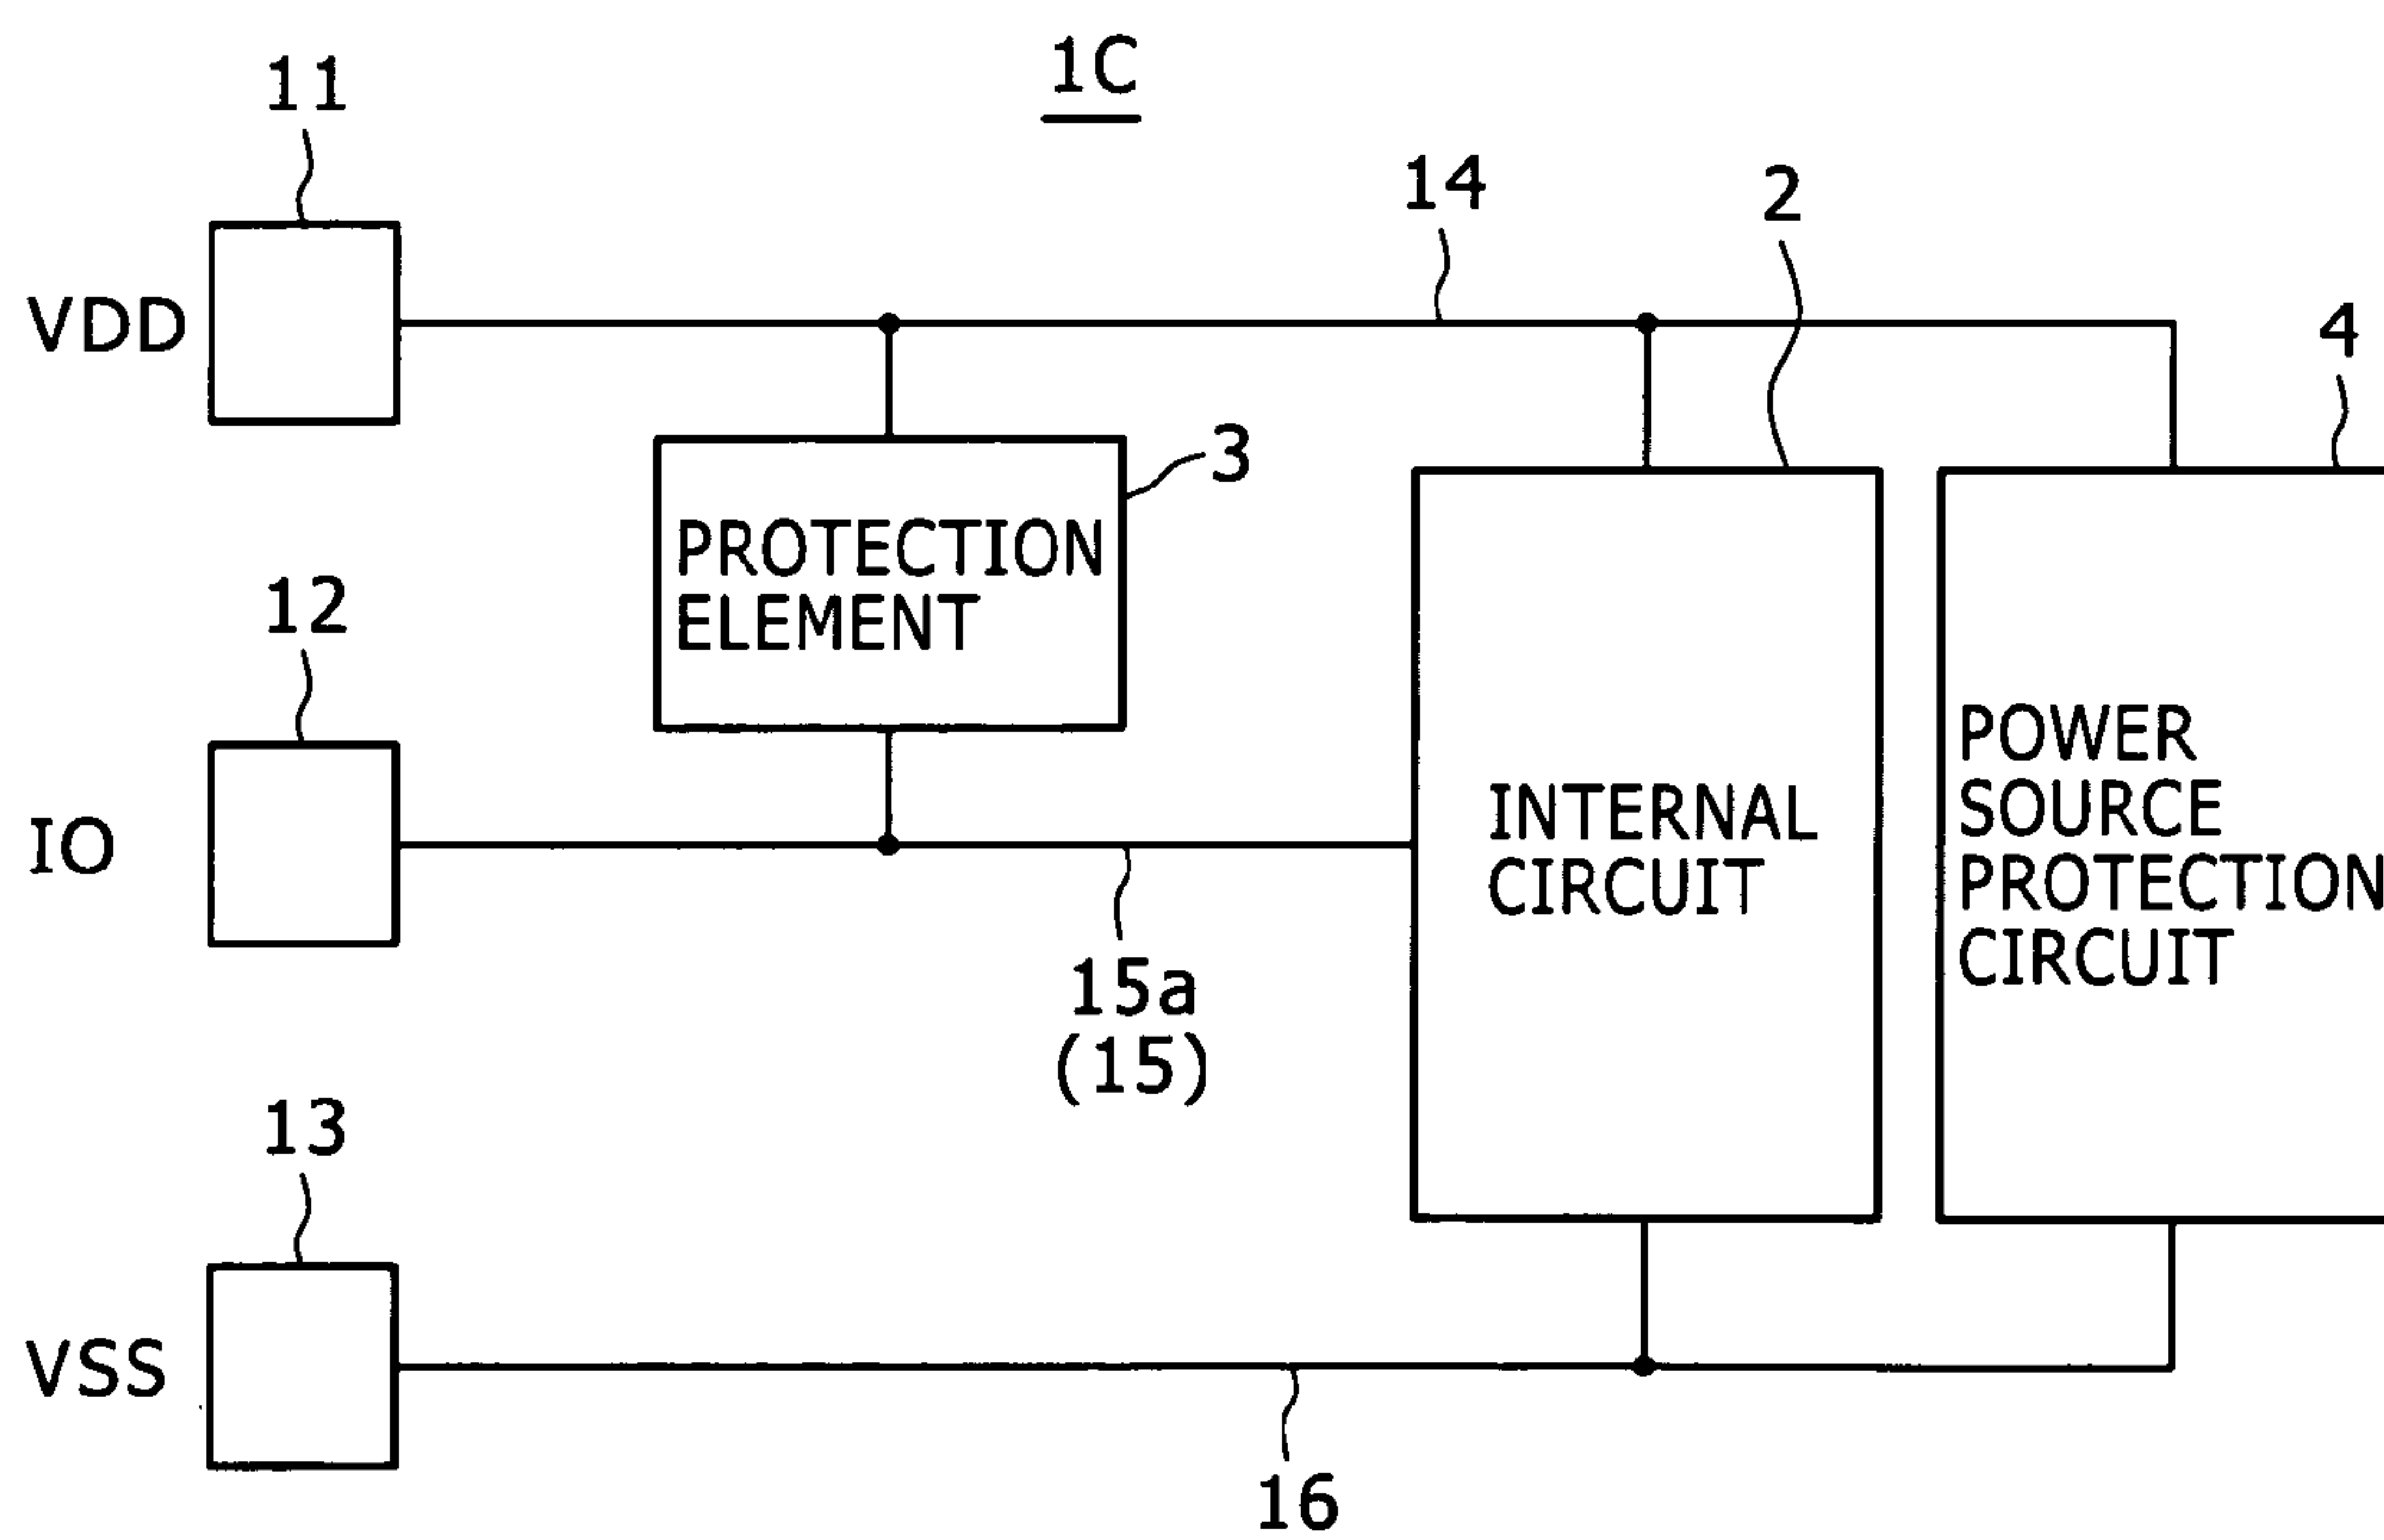 1C
11
14
2
VDD
4
3
PROTECTION
ELEMENT
12
POWER
SOURCE
PROTECTION
CIRCUIT
INTERNAL
CIRCUIT
IO
15a
(15)
13
VSS
16